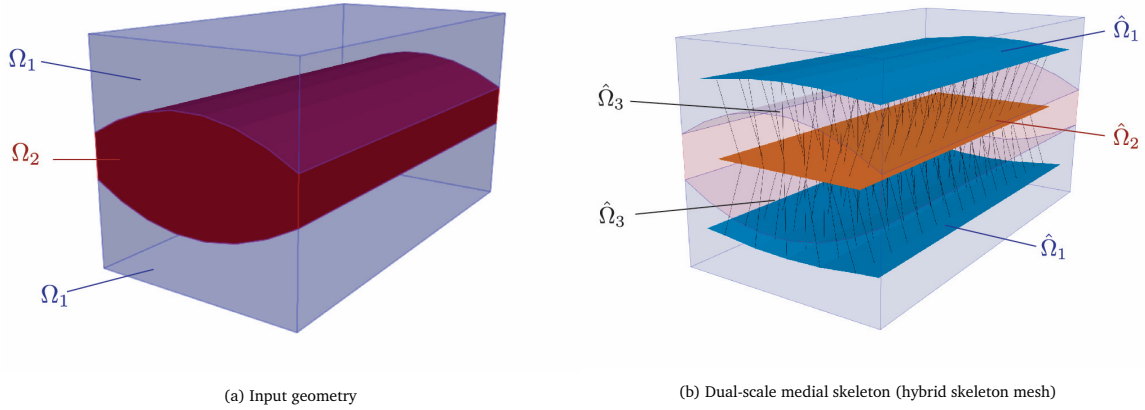 Ω₁
Ω₂
Ω₁
(a) Input geometry
Ω̂₁
Ω̂₃
Ω̂₂
Ω̂₃
Ω̂₁
(b) Dual-scale medial skeleton (hybrid skeleton mesh)